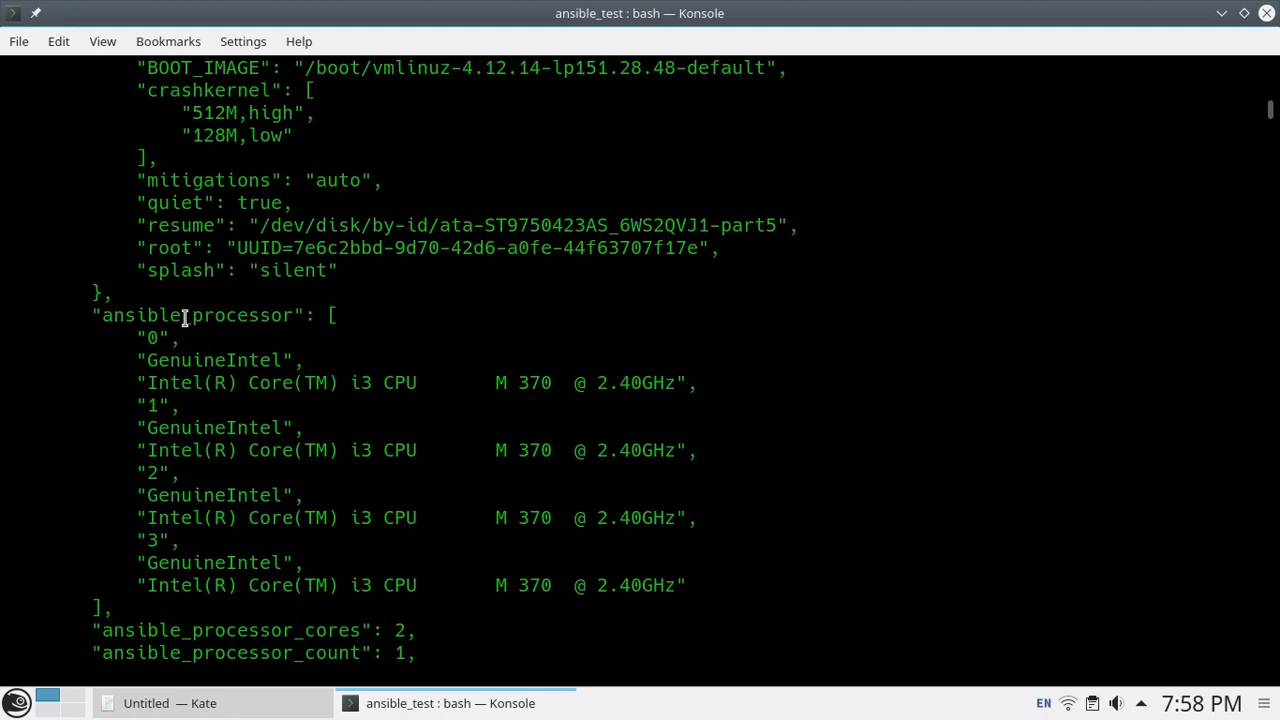 ansible_test : bash — Konsole
File Edit View Bookmarks Settings Help
"BOOT_IMAGE": "/boot/vmlinuz-4.12.14-lp151.28.48-default",
"crashkernel": [
"512M,high",
"128M,low"
],
"mitigations": "auto",
"quiet": true,
"resume": "/dev/disk/by-id/ata-ST9750423AS_6WS2QVJ1-part5",
"root": "UUID=7e6c2bbd-9d70-42d6-a0fe-44f63707f17e",
"splash": "silent"
},
"ansible_processor": [
"0",
"GenuineIntel",
"Intel(R) Core(TM) i3 CPU       M 370  @ 2.40GHz",
"1",
"GenuineIntel",
"Intel(R) Core(TM) i3 CPU       M 370  @ 2.40GHz",
"2",
"GenuineIntel",
"Intel(R) Core(TM) i3 CPU       M 370  @ 2.40GHz",
"3",
"GenuineIntel",
"Intel(R) Core(TM) i3 CPU       M 370  @ 2.40GHz"
],
"ansible_processor_cores": 2,
"ansible_processor_count": 1,
Untitled — Kate ansible_test : bash — Konsole EN 7:58 PM